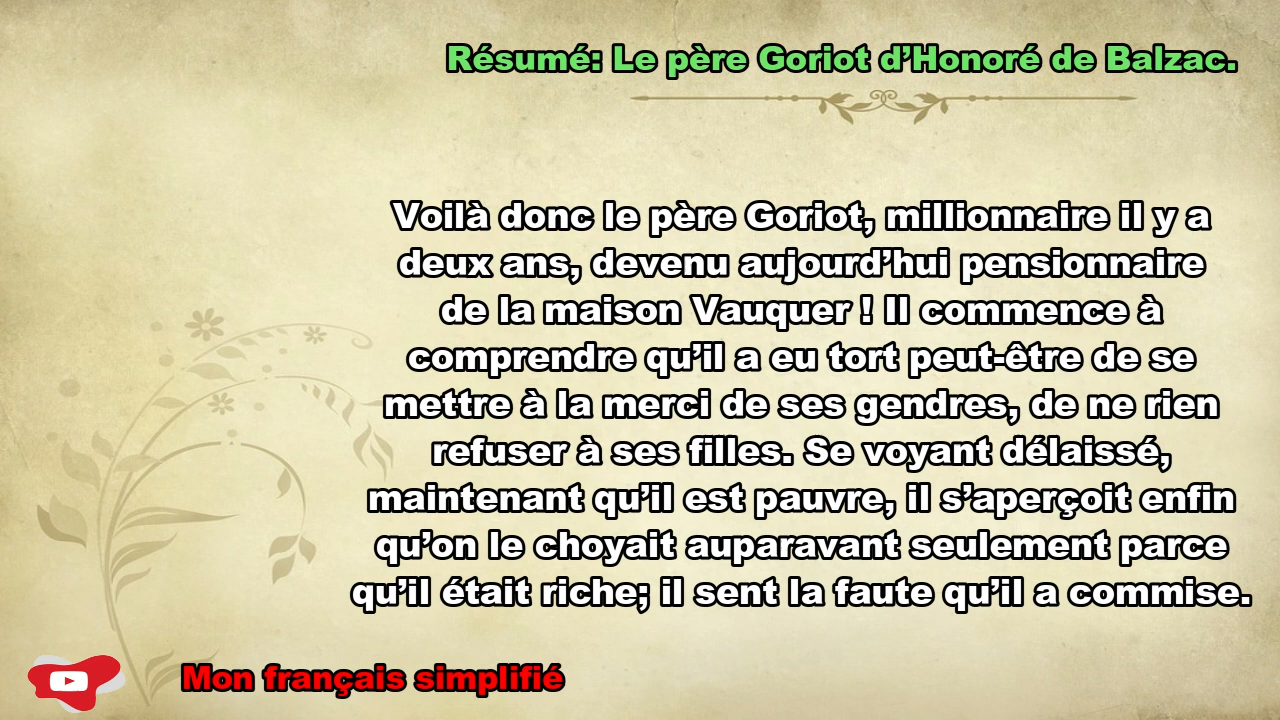 Résumé: Le père Goriot d’Honoré de Balzac.
Voilà donc le père Goriot, millionnaire il y a
deux ans, devenu aujourd’hui pensionnaire
de la maison Vauquer ! Il commence à
comprendre qu’il a eu tort peut-être de se
mettre à la merci de ses gendres, de ne rien
refuser à ses filles. Se voyant délaissé,
maintenant qu’il est pauvre, il s’aperçoit enfin
qu’on le choyait auparavant seulement parce
qu’il était riche; il sent la faute qu’il a commise.
Mon français simplifié